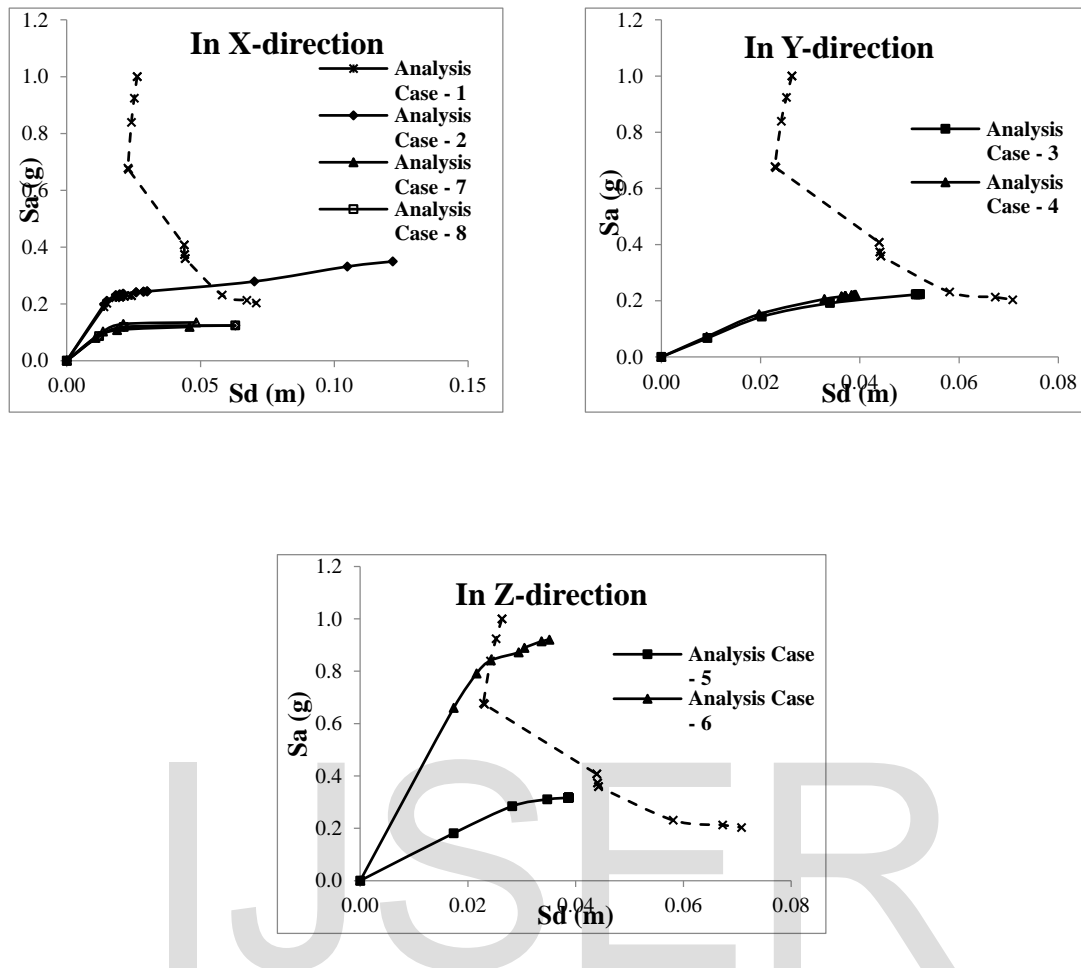 In X-direction
Sa (g)
1.2
1.0
0.8
0.6
0.4
0.2
0.0
0.00 0.05 0.10 0.15
Sd (m)
Analysis
Case - 1
Analysis
Case - 2
Analysis
Case - 7
Analysis
Case - 8
In Y-direction
Sa (g)
1.2
1.0
0.8
0.6
0.4
0.2
0.0
0.00 0.02 0.04 0.06 0.08
Sd (m)
Analysis
Case - 3
Analysis
Case - 4
In Z-direction
Sa (g)
1.2
1.0
0.8
0.6
0.4
0.2
0.0
0.00 0.02 0.04 0.06 0.08
Sd (m)
Analysis Case
- 5
Analysis Case
- 6
IJSER